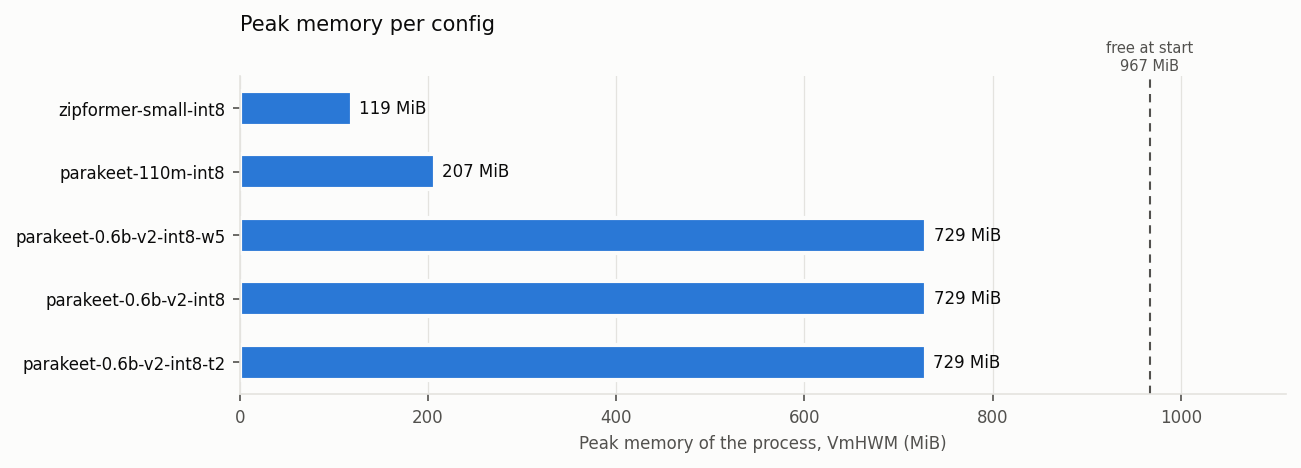 Peak memory per config
free at start
967 MiB
zipformer-small-int8
119 MiB
parakeet-110m-int8
207 MiB
parakeet-0.6b-v2-int8-w5
729 MiB
parakeet-0.6b-v2-int8
729 MiB
parakeet-0.6b-v2-int8-t2
729 MiB
0 200 400 600 800 1000
Peak memory of the process, VmHWM (MiB)